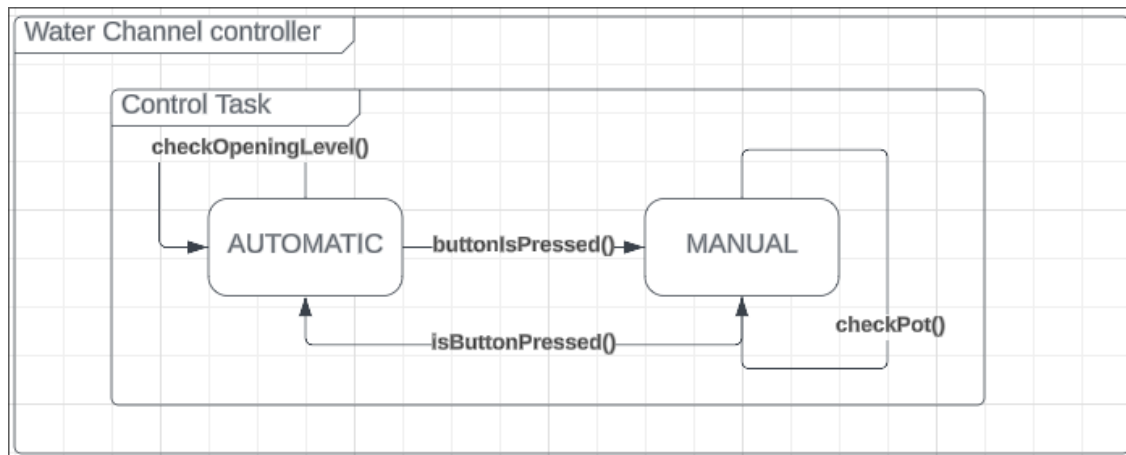 Water Channel controller
Control Task
checkOpeningLevel()
AUTOMATIC
buttonIsPressed()
MANUAL
checkPot()
isButtonPressed()